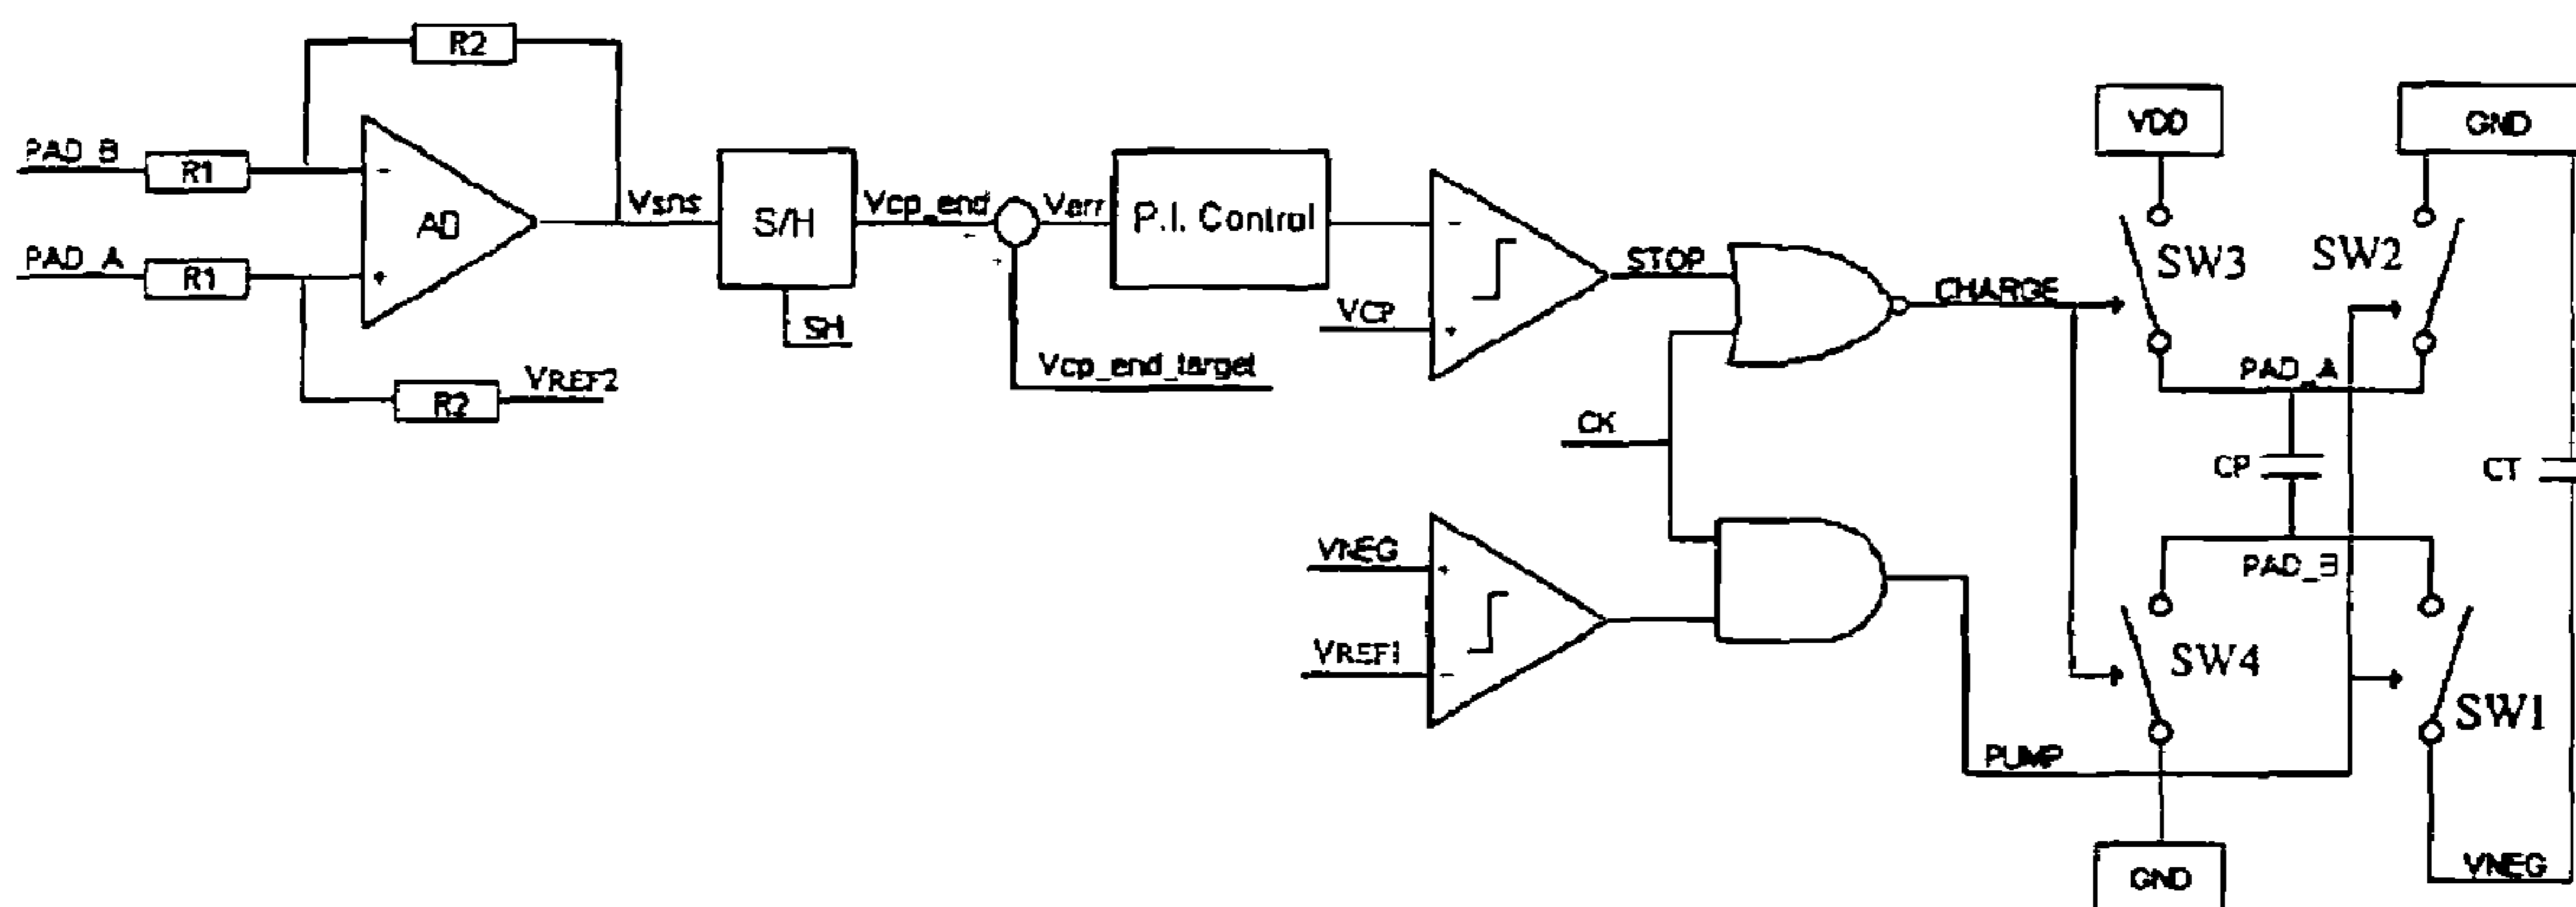 R2
PAD_B
R1
AD
PAD_A
R1
R2
VREF2
Vsns
S/H
SH
Vcp_end
Verr
Vcp_end_target
P.I. Control
VCP
STOP
CHARGE
CK
VNEG
VREF1
PUMP
VDD
GND
SW3
SW2
PAD_A
CP
CT
PAD_B
SW4
SW1
GND
VNEG